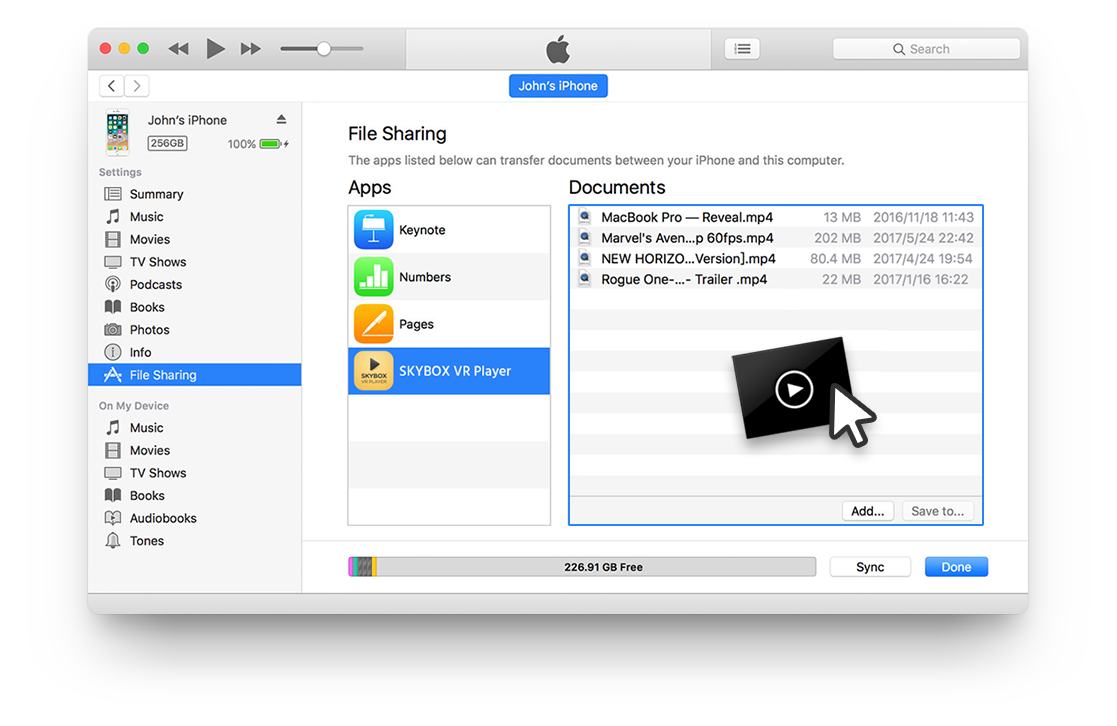 Search
John's iPhone
John's iPhone
256GB
100%
Settings
Summary
Music
Movies
TV Shows
Podcasts
Books
Photos
Info
File Sharing
On My Device
Music
Movies
TV Shows
Books
Audiobooks
Tones
File Sharing
The apps listed below can transfer documents between your iPhone and this computer.
Apps
Keynote
Numbers
Pages
SKYBOX
VR PLAYER
SKYBOX VR Player
Documents
MacBook Pro — Reveal.mp4 13 MB 2016/11/18 11:43
Marvel's Aven...p 60fps.mp4 202 MB 2017/5/24 22:42
NEW HORIZO...Version].mp4 80.4 MB 2017/4/24 19:54
Rogue One-...- Trailer .mp4 22 MB 2017/1/16 16:22
Add... Save to...
226.91 GB Free
Sync Done